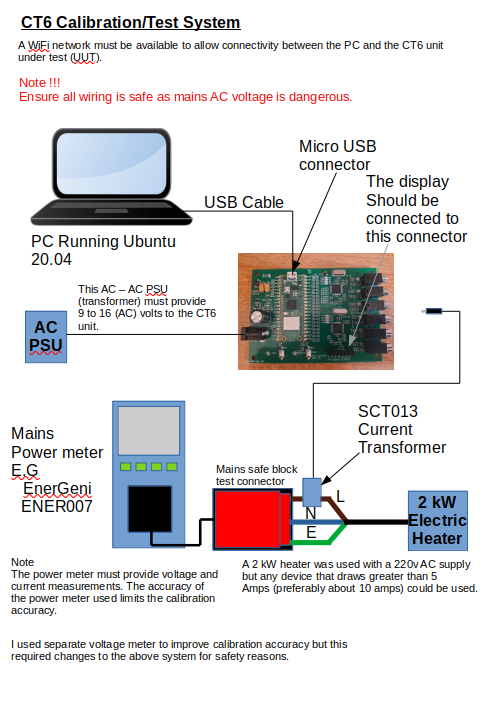 CT6 Calibration/Test System
A WiFi network must be available to allow connectivity between the PC and the CT6 unit
under test (UUT).
Note !!!
Ensure all wiring is safe as mains AC voltage is dangerous.
Micro USB
connector
The display
Should be
connected to
this connector
USB Cable
PC Running Ubuntu
20.04
This AC – AC PSU
(transformer) must provide
9 to 16 (AC) volts to the CT6
unit.
AC
PSU
SCT013
Current
Transformer
Mains
Power meter
E,G
EnerGeni
ENER007
Mains safe block
test connector
L
N
E
2 kW
Electric
Heater
Note
The power meter must provide voltage and
current measurements. The accuracy of
the power meter used limits the calibration
accuracy.
A 2 kW heater was used with a 220v AC supply
but any device that draws greater than 5
Amps (preferably about 10 amps) could be used.
I used separate voltage meter to improve calibration accuracy but this
required changes to the above system for safety reasons.